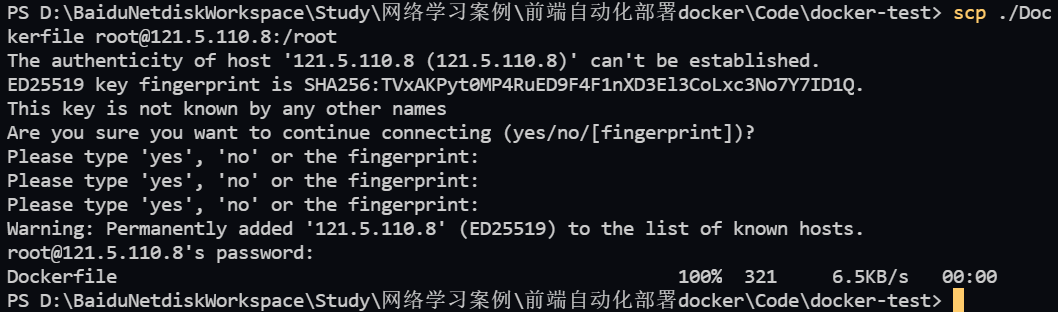 PS D:\BaiduNetdiskWorkspace\Study\网络学习案例\前端自动化部署docker\Code\docker-test> scp ./Doc
kerfile root@121.5.110.8:/root
The authenticity of host '121.5.110.8 (121.5.110.8)' can't be established.
ED25519 key fingerprint is SHA256:TVxAKPyt0MP4RuED9F4F1nXD3El3CoLxc3No7Y7ID1Q.
This key is not known by any other names
Are you sure you want to continue connecting (yes/no/[fingerprint])?
Please type 'yes', 'no' or the fingerprint:
Please type 'yes', 'no' or the fingerprint:
Please type 'yes', 'no' or the fingerprint:
Warning: Permanently added '121.5.110.8' (ED25519) to the list of known hosts.
root@121.5.110.8's password:
Dockerfile 100% 321 6.5KB/s 00:00
PS D:\BaiduNetdiskWorkspace\Study\网络学习案例\前端自动化部署docker\Code\docker-test>